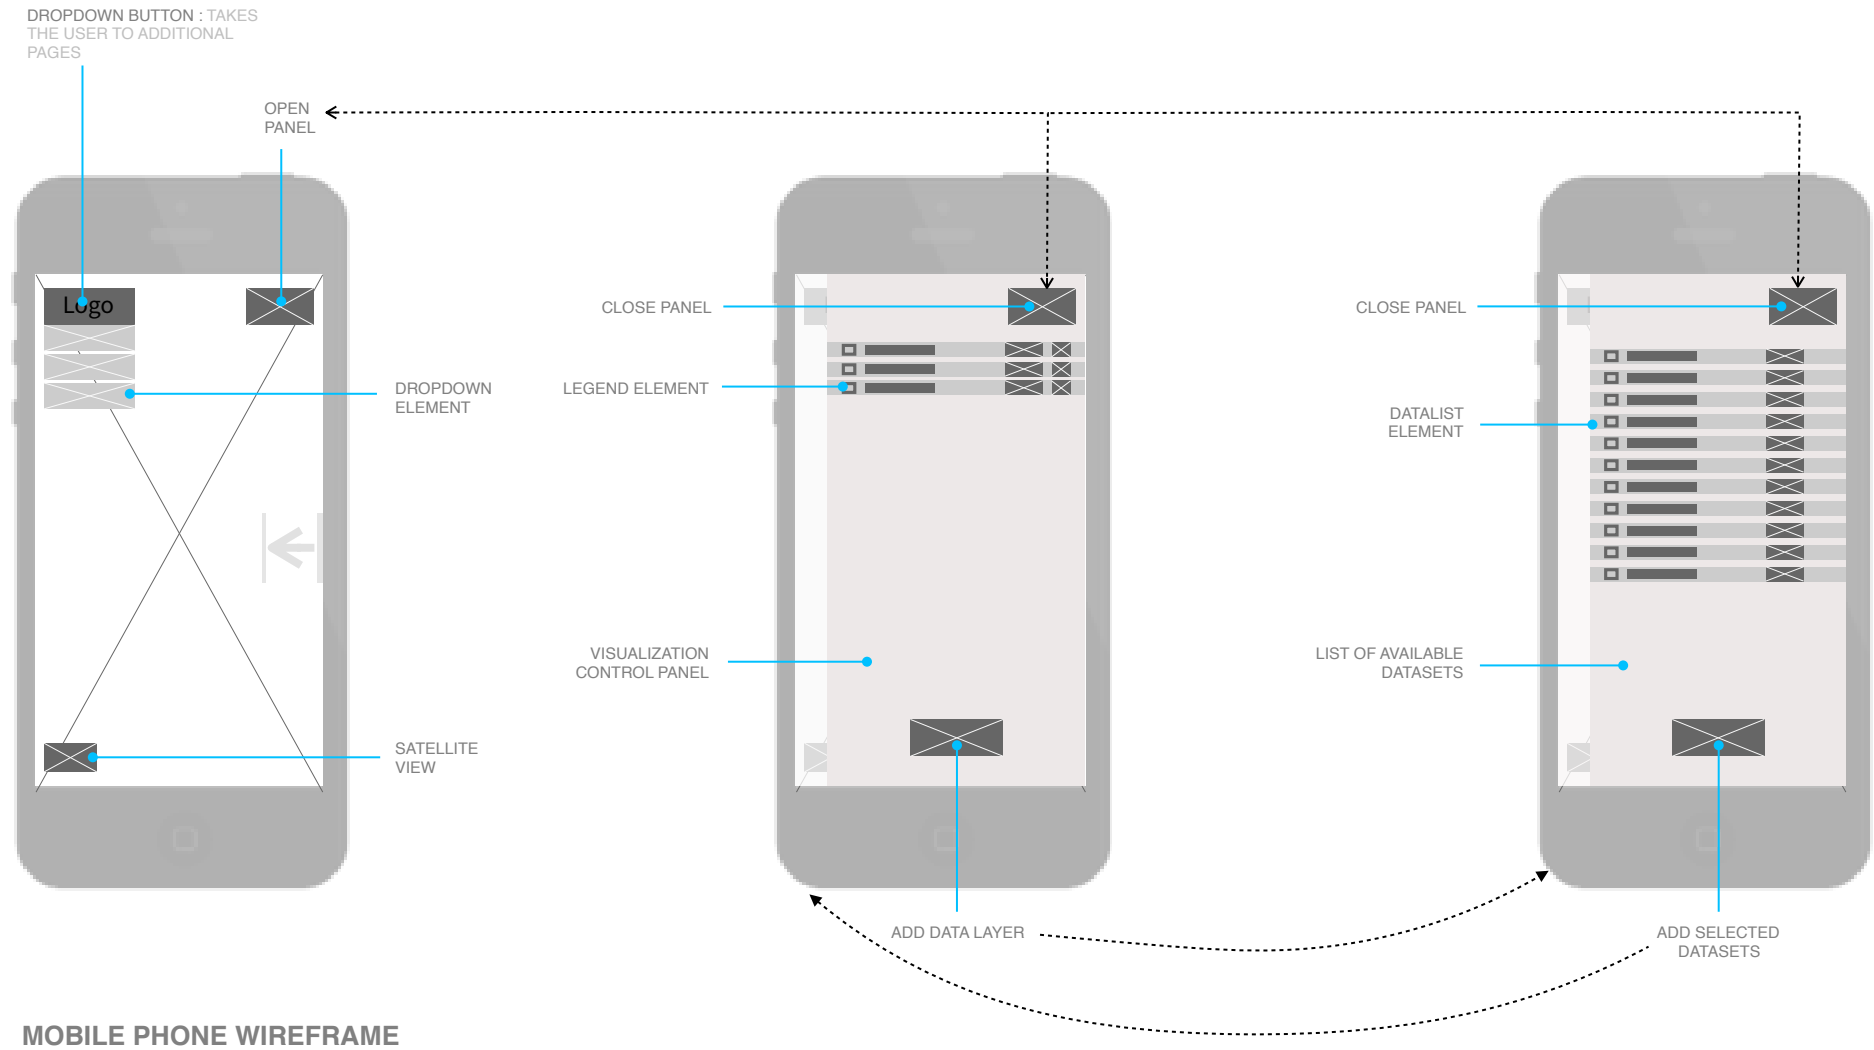 DROPDOWN BUTTON : TAKES
THE USER TO ADDITIONAL
PAGES
OPEN
PANEL
Logo
DROPDOWN
ELEMENT
SATELLITE
VIEW
CLOSE PANEL
LEGEND ELEMENT
VISUALIZATION
CONTROL PANEL
ADD DATA LAYER
CLOSE PANEL
DATALIST
ELEMENT
LIST OF AVAILABLE
DATASETS
ADD SELECTED
DATASETS
MOBILE PHONE WIREFRAME